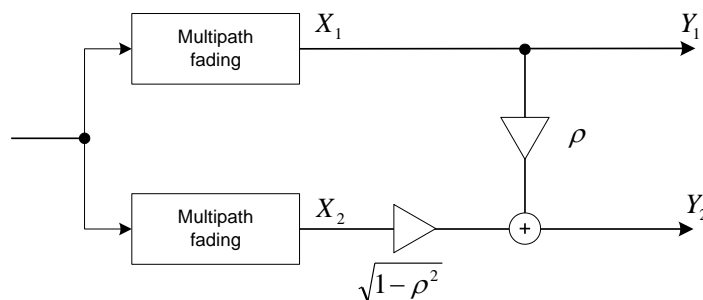 Multipath
fading
X₁
Y₁
ρ
Multipath
fading
X₂
+
Y₂
√(1 − ρ²)